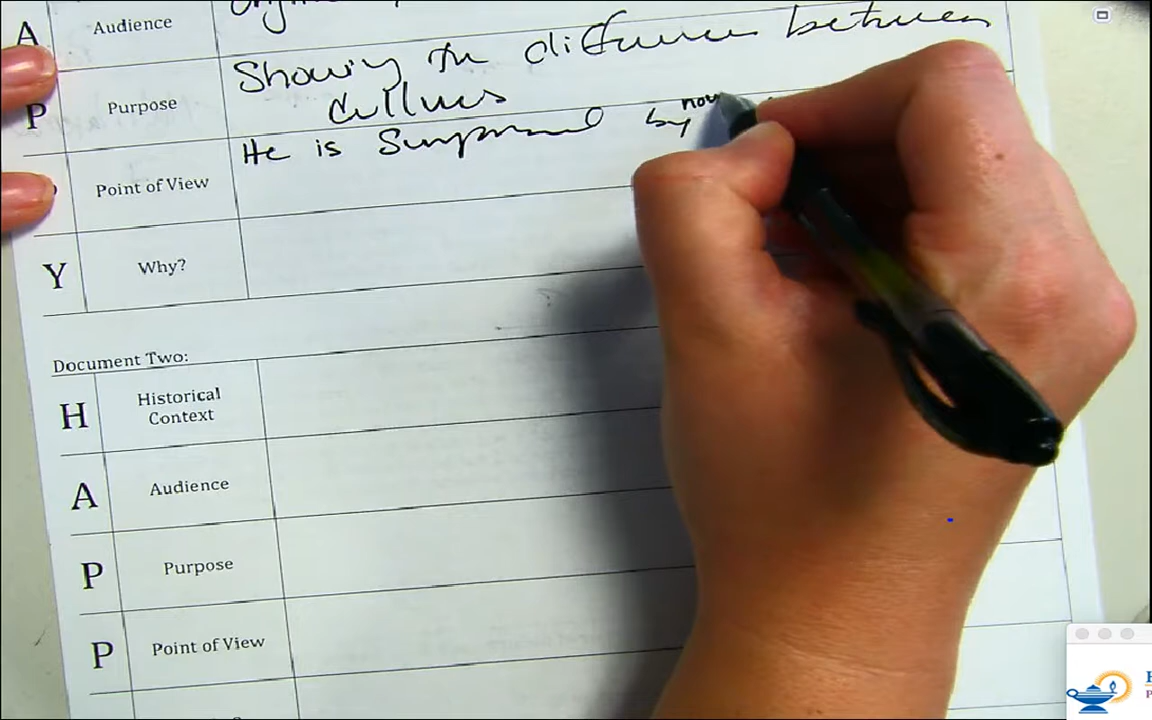 A Audience
P Purpose Showing the difference between
cultures
Point of View He is Surprised by how
Y Why?
Document Two:
H Historical
Context
A Audience
P Purpose
P Point of View